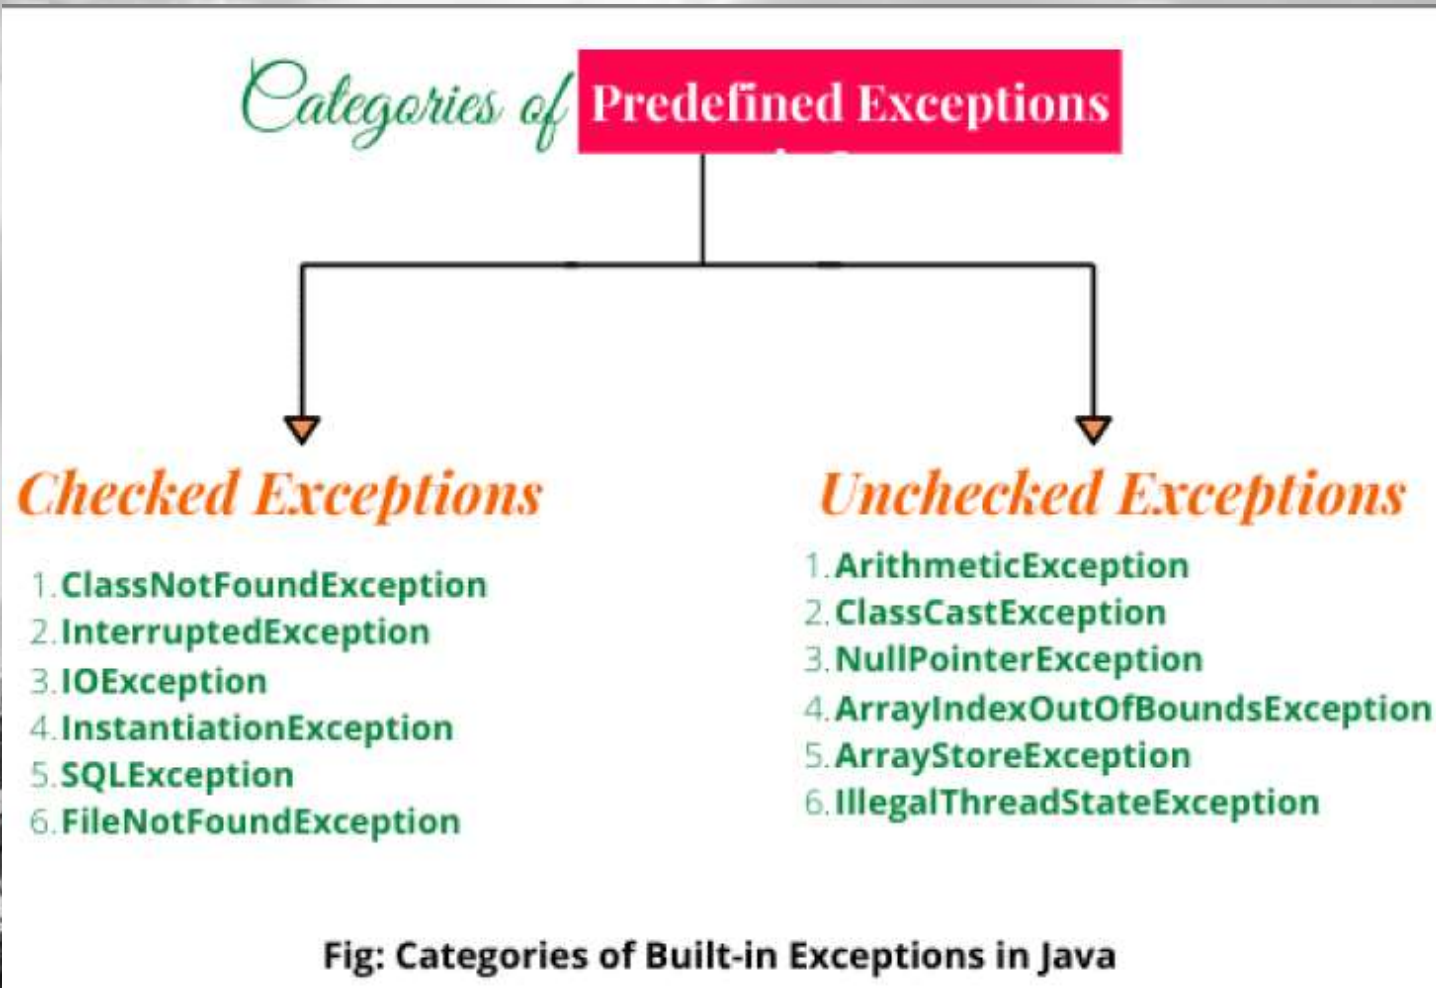 Categories of Predefined Exceptions
Checked Exceptions
1. ClassNotFoundException
2. InterruptedException
3. IOException
4. InstantiationException
5. SQLException
6. FileNotFoundException
Unchecked Exceptions
1. ArithmeticException
2. ClassCastException
3. NullPointerException
4. ArrayIndexOutOfBoundsException
5. ArrayStoreException
6. IllegalThreadStateException
Fig: Categories of Built-in Exceptions in Java